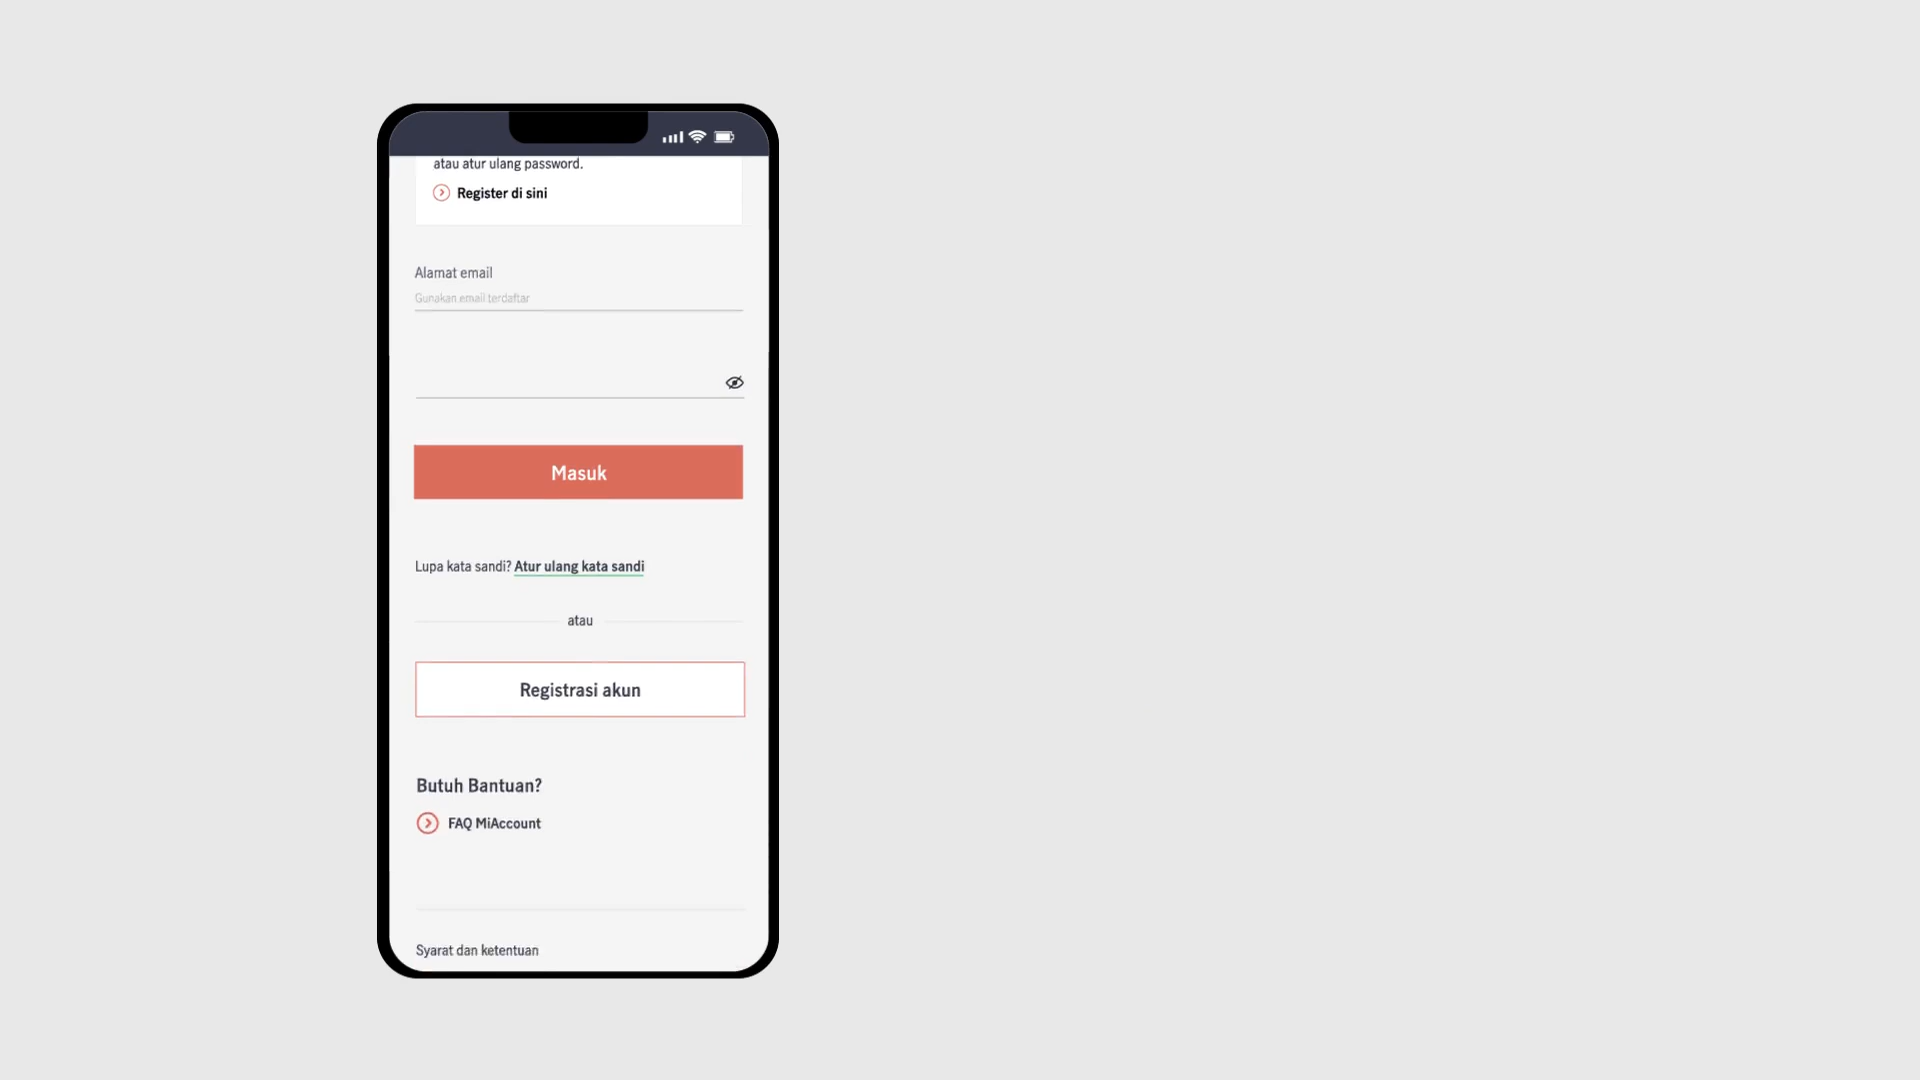 atau atur ulang password.
Register di sini
Alamat email
Gunakan email terdaftar
Masuk
Lupa kata sandi? Atur ulang kata sandi
atau
Registrasi akun
Butuh Bantuan?
FAQ MiAccount
Syarat dan ketentuan